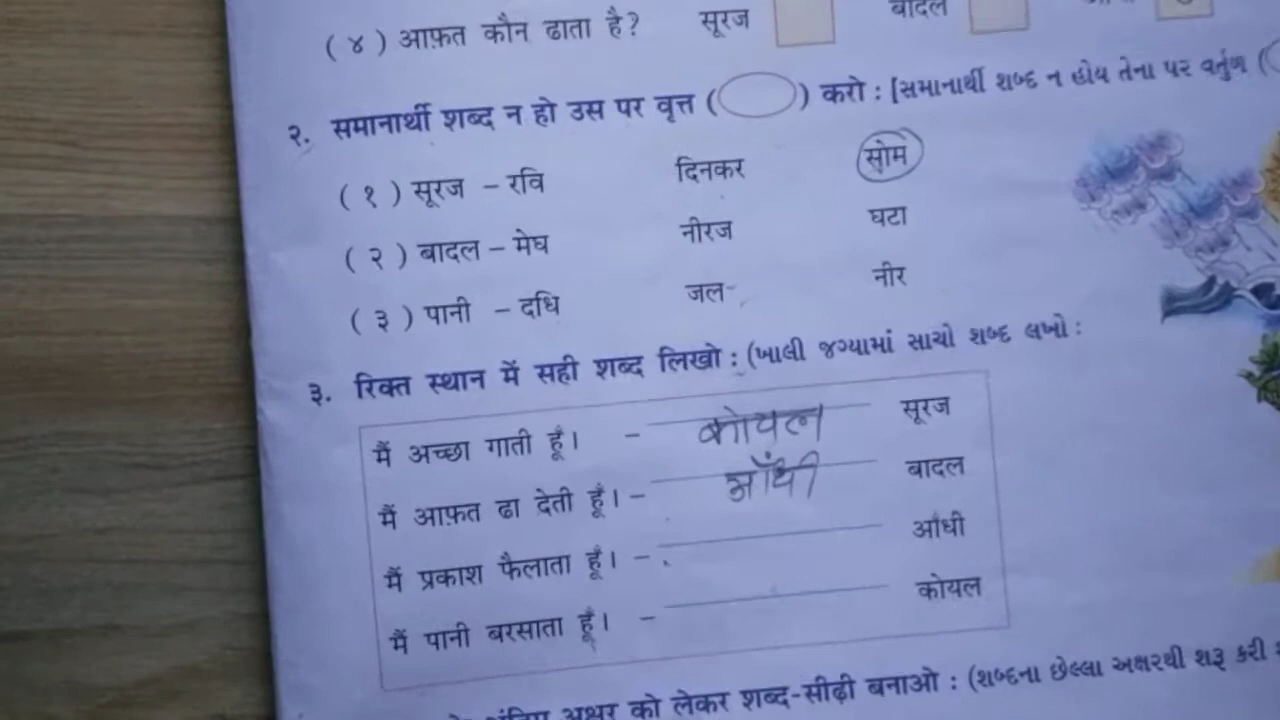 (४) आफ़त कौन ढाता है? सूरज बादल
२. समानार्थी शब्द न हो उस पर वृत्त ( ) करो : [સમાનાર્થી શબ્દ ન હોય તેના પર વર્તુળ (
(१) सूरज – रवि दिनकर सोम
(२) बादल – मेघ नीरज घटा
(३) पानी – दधि जल नीर
३. रिक्त स्थान में सही शब्द लिखो : (ખાલી જગ્યામાં સાચો શબ્દ લખો :
मैं अच्छा गाती हूँ। – कोयल सूरज
मैं आफ़त ढा देती हूँ। – आँधी बादल
मैं प्रकाश फैलाता हूँ। – आँधी
मैं पानी बरसाता हूँ। – कोयल
अक्षर को लेकर शब्द-सीढ़ी बनाओ : (શબ્દના છેલ્લા અક્ષરથી શરૂ કરી